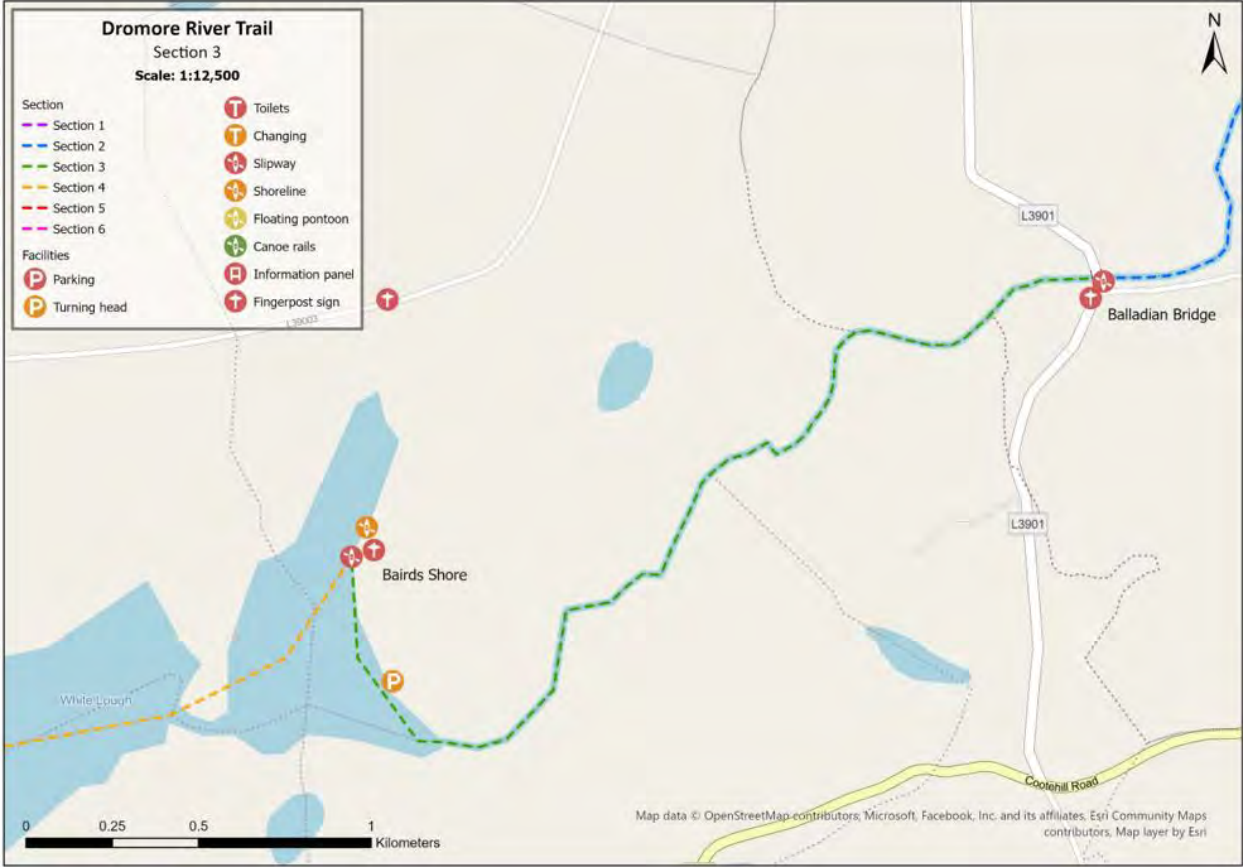 Dromore River Trail
Section 3
Scale: 1:12,500
Section
Section 1
Section 2
Section 3
Section 4
Section 5
Section 6
Facilities
P Parking
P Turning head
T Toilets
T Changing
Slipway
Shoreline
Floating pontoon
Canoe rails
Information panel
Fingerpost sign
N
L3901
Balladian Bridge
L39003
L3901
Bairds Shore
P
White Lough
Cootehill Road
0 0.25 0.5 1
Kilometers
Map data © OpenStreetMap contributors, Microsoft, Facebook, Inc. and its affiliates, Esri Community Maps
contributors, Map layer by Esri